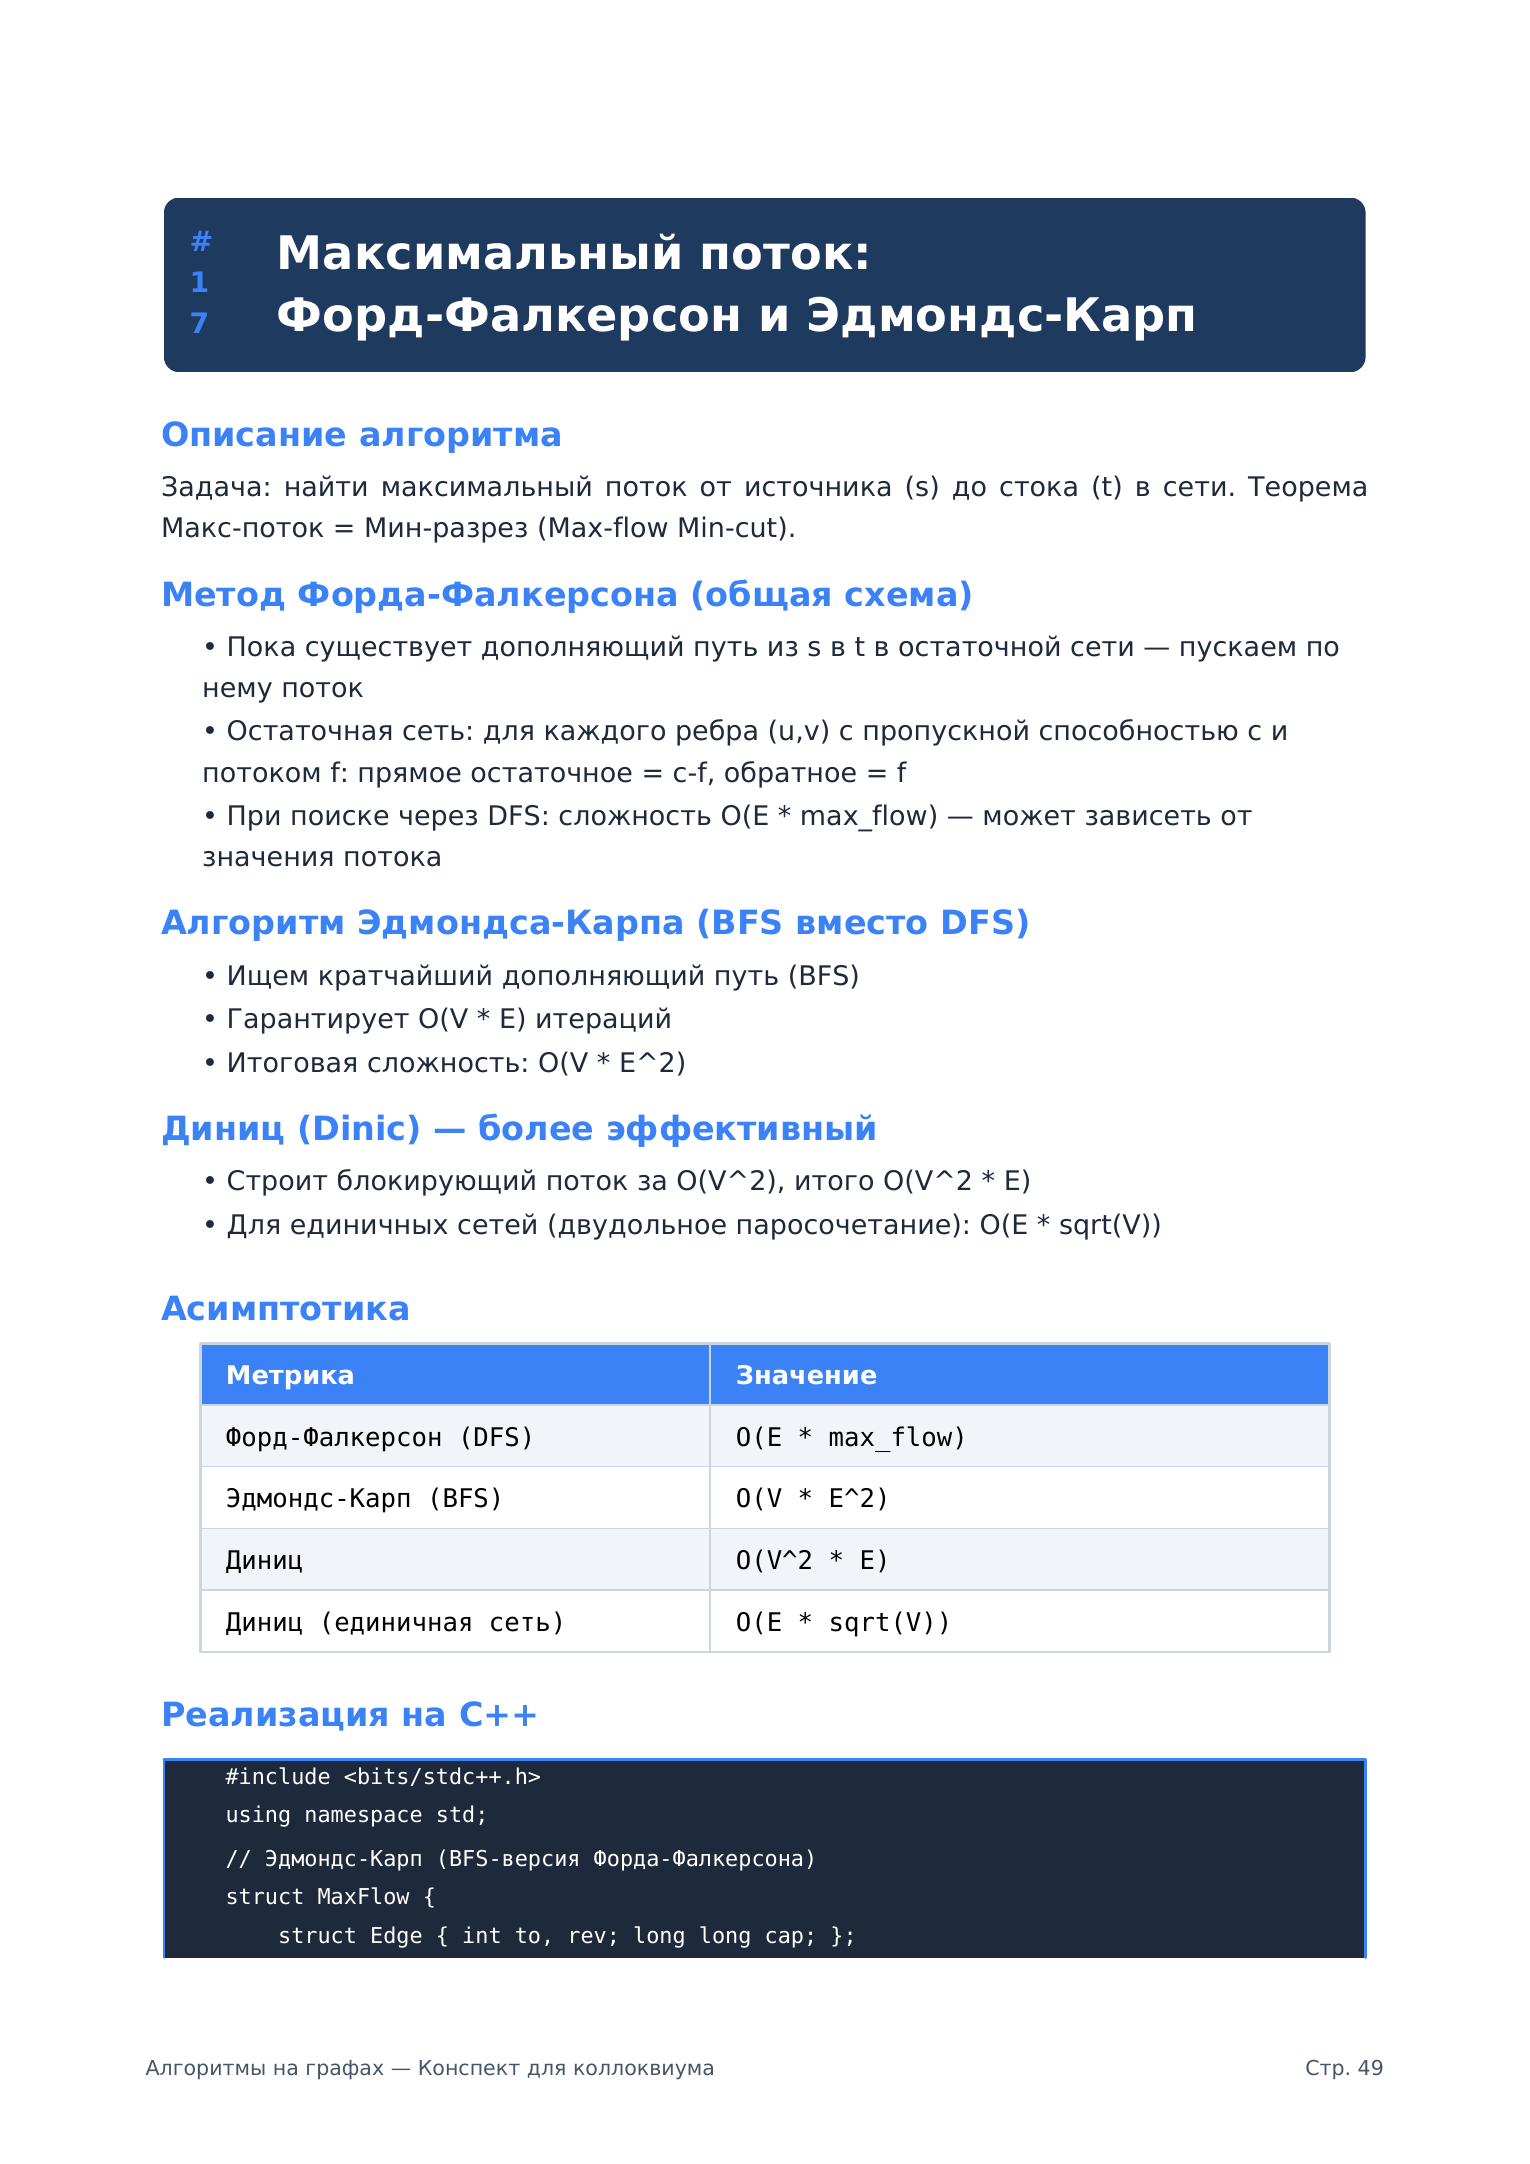 #
1
7
Максимальный поток:
Форд-Фалкерсон и Эдмондс-Карп
Описание алгоритма
Задача: найти максимальный поток от источника (s) до стока (t) в сети. Теорема
Макс-поток = Мин-разрез (Max-flow Min-cut).
Метод Форда-Фалкерсона (общая схема)
• Пока существует дополняющий путь из s в t в остаточной сети — пускаем по
нему поток
• Остаточная сеть: для каждого ребра (u,v) с пропускной способностью c и
потоком f: прямое остаточное = c-f, обратное = f
• При поиске через DFS: сложность O(E * max_flow) — может зависеть от
значения потока
Алгоритм Эдмондса-Карпа (BFS вместо DFS)
• Ищем кратчайший дополняющий путь (BFS)
• Гарантирует O(V * E) итераций
• Итоговая сложность: O(V * E^2)
Диниц (Dinic) — более эффективный
• Строит блокирующий поток за O(V^2), итого O(V^2 * E)
• Для единичных сетей (двудольное паросочетание): O(E * sqrt(V))
Асимптотика
Метрика Значение
Форд-Фалкерсон (DFS) O(E * max_flow)
Эдмондс-Карп (BFS) O(V * E^2)
Диниц O(V^2 * E)
Диниц (единичная сеть) O(E * sqrt(V))
Реализация на C++
#include <bits/stdc++.h>
using namespace std;
// Эдмондс-Карп (BFS-версия Форда-Фалкерсона)
struct MaxFlow {
    struct Edge { int to, rev; long long cap; };
Алгоритмы на графах — Конспект для коллоквиума Стр. 49